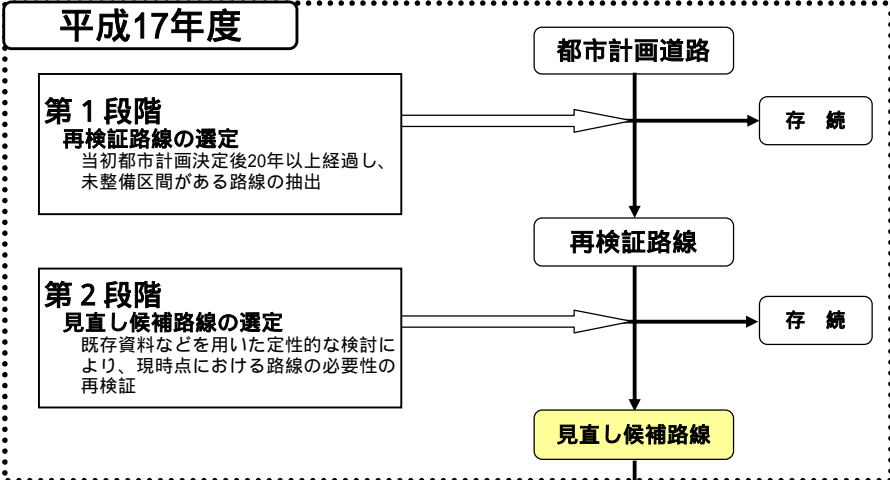 平成17年度
都市計画道路
第1段階
再検証路線の選定
当初都市計画決定後20年以上経過し、
未整備区間がある路線の抽出
存　続
再検証路線
第2段階
見直し候補路線の選定
既存資料などを用いた定性的な検討に
より、現時点における路線の必要性の
再検証
存　続
見直し候補路線